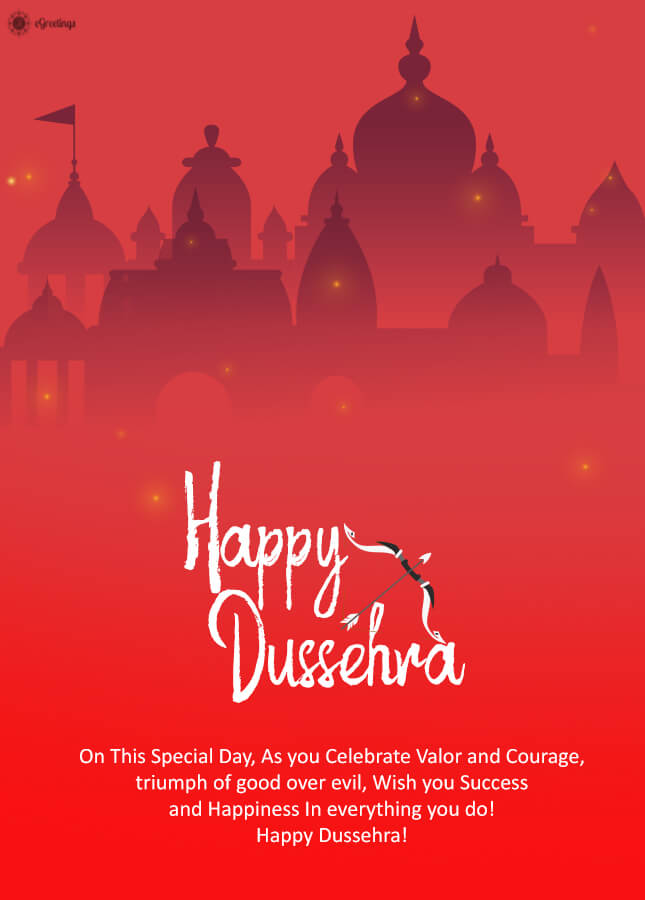 eGreetings
Happy
Dussehra
On This Special Day, As you Celebrate Valor and Courage,
triumph of good over evil, Wish you Success
and Happiness In everything you do!
Happy Dussehra!